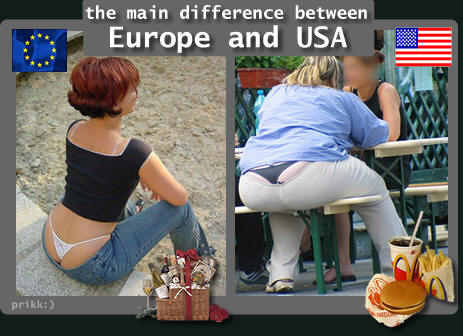 the main difference between
Europe and USA
prikk:)